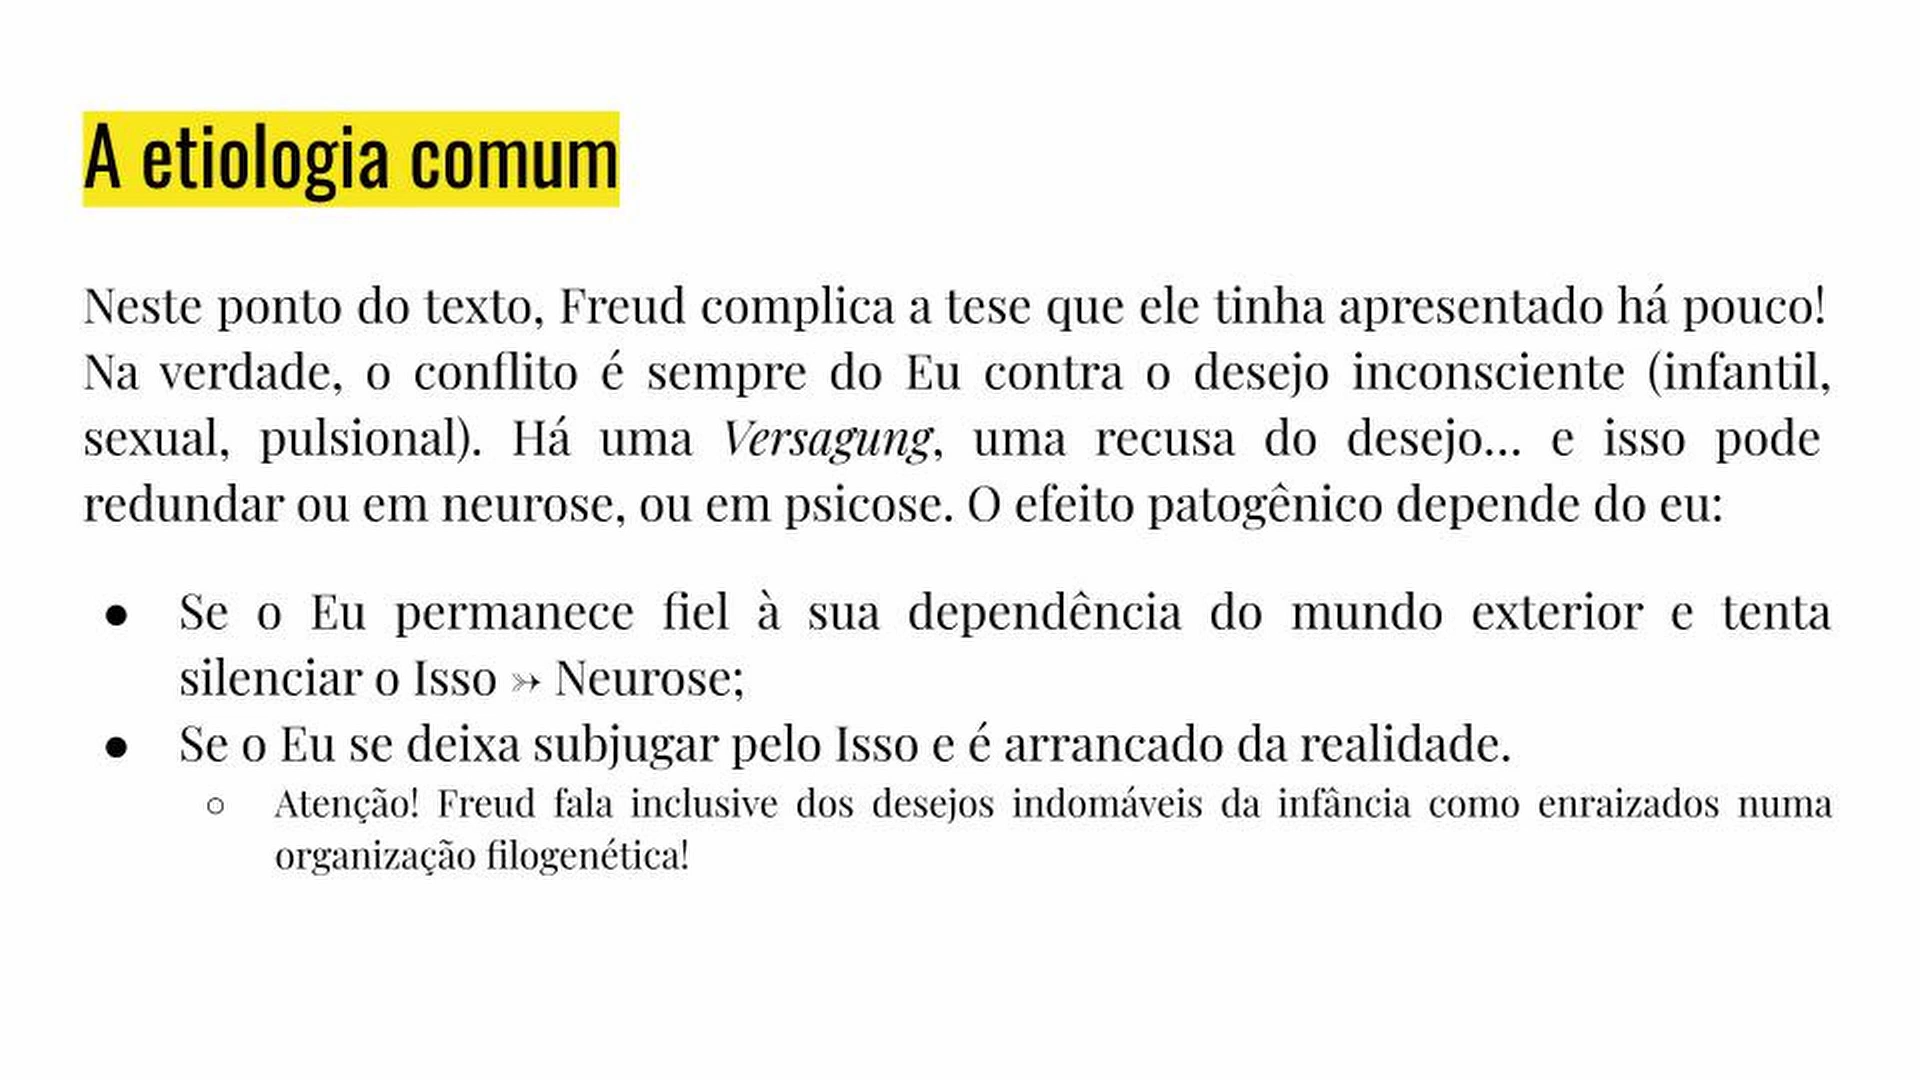 A etiologia comum
Neste ponto do texto, Freud complica a tese que ele tinha apresentado há pouco!
Na verdade, o conflito é sempre do Eu contra o desejo inconsciente (infantil,
sexual, pulsional). Há uma Versagung, uma recusa do desejo... e isso pode
redundar ou em neurose, ou em psicose. O efeito patogênico depende do eu:
● Se o Eu permanece fiel à sua dependência do mundo exterior e tenta
silenciar o Isso ⤖ Neurose;
● Se o Eu se deixa subjugar pelo Isso e é arrancado da realidade.
○ Atenção! Freud fala inclusive dos desejos indomáveis da infância como enraizados numa
organização filogenética!